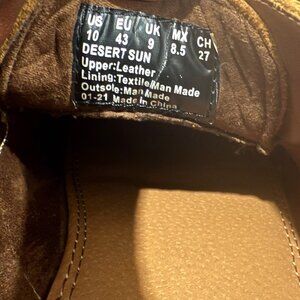 US EU UK MX CH
10 43 9 8.5 27
DESERT SUN
Upper:Leather
Lining:Textile/Man Made
Outsole:Man Made
01-21 Made in China